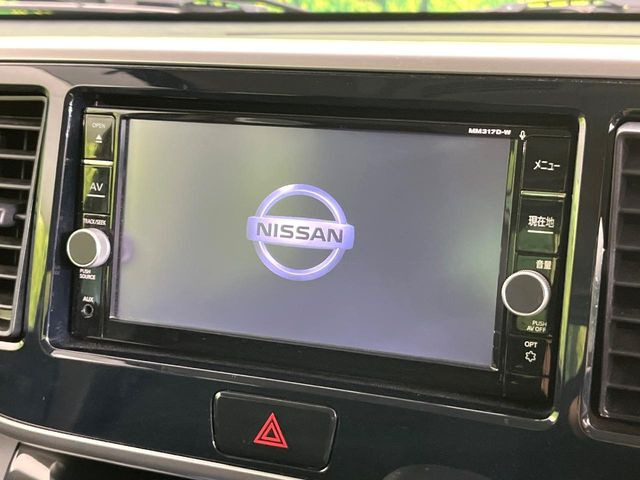 MM317D-W
OPEN
AV
TRACK/SEEK
PUSH
SOURCE
AUX
NISSAN
メニュー
現在地
音量
PUSH
AV OFF
OPT